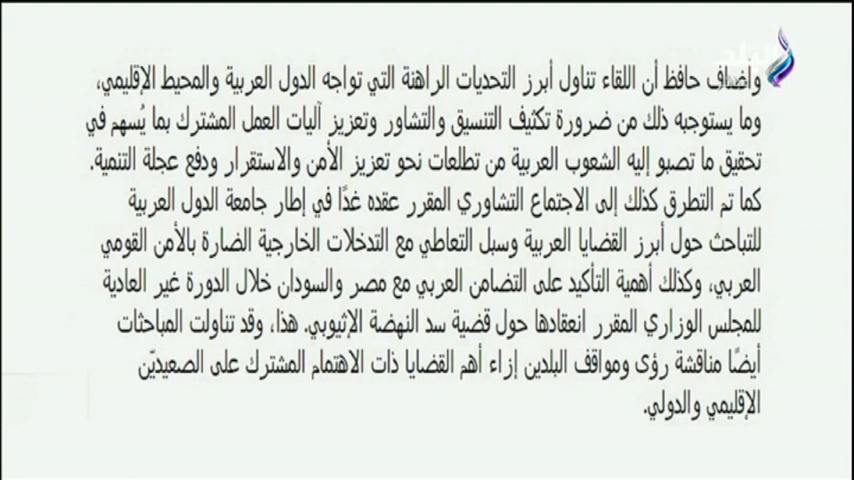 البلد
وأضاف حافظ أن اللقاء تناول أبرز التحديات الراهنة التي تواجه الدول العربية والمحيط الإقليمي،
وما يستوجبه ذلك من ضرورة تكثيف التنسيق والتشاور وتعزيز آليات العمل المشترك بما يُسهم في
تحقيق ما تصبو إليه الشعوب العربية من تطلعات نحو تعزيز الأمن والاستقرار ودفع عجلة التنمية.
كما تم التطرق كذلك إلى الاجتماع التشاوري المقرر عقده غدًا في إطار جامعة الدول العربية
للتباحث حول أبرز القضايا العربية وسبل التعاطي مع التدخلات الخارجية الضارة بالأمن القومي
العربي، وكذلك أهمية التأكيد على التضامن العربي مع مصر والسودان خلال الدورة غير العادية
للمجلس الوزاري المقرر انعقادها حول قضية سد النهضة الإثيوبي. هذا، وقد تناولت المباحثات
أيضًا مناقشة رؤى ومواقف البلدين إزاء أهم القضايا ذات الاهتمام المشترك على الصعيديّن
الإقليمي والدولي.